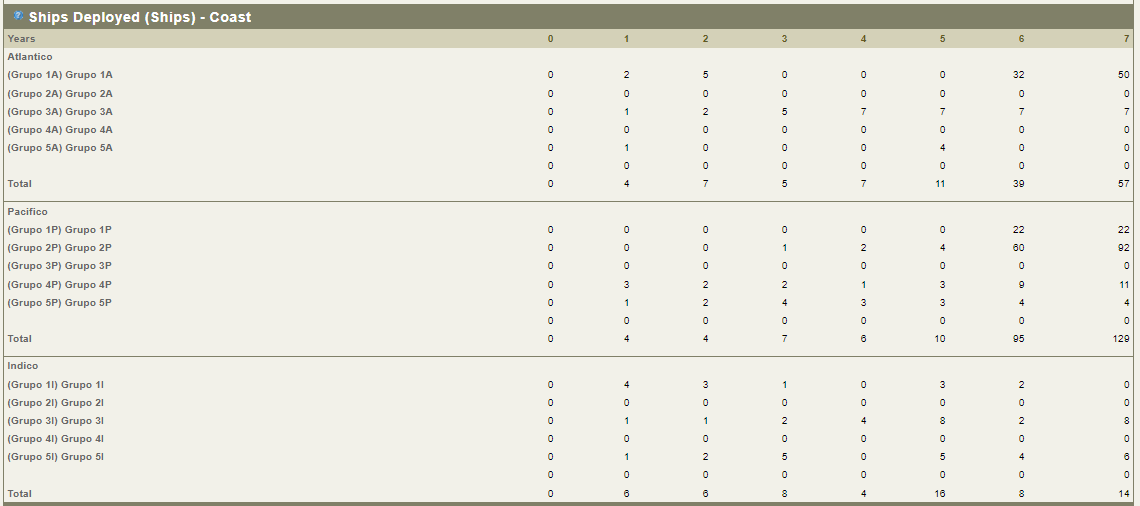 Ships Deployed (Ships) - Coast
Years 0 1 2 3 4 5 6 7
Atlantico
(Grupo 1A) Grupo 1A 0 2 5 0 0 0 32 50
(Grupo 2A) Grupo 2A 0 0 0 0 0 0 0 0
(Grupo 3A) Grupo 3A 0 1 2 5 7 7 7 7
(Grupo 4A) Grupo 4A 0 0 0 0 0 0 0 0
(Grupo 5A) Grupo 5A 0 1 0 0 0 4 0 0
0 0 0 0 0 0 0 0
Total 0 4 7 5 7 11 39 57
Pacifico
(Grupo 1P) Grupo 1P 0 0 0 0 0 0 22 22
(Grupo 2P) Grupo 2P 0 0 0 1 2 4 60 92
(Grupo 3P) Grupo 3P 0 0 0 0 0 0 0 0
(Grupo 4P) Grupo 4P 0 3 2 2 1 3 9 11
(Grupo 5P) Grupo 5P 0 1 2 4 3 3 4 4
0 0 0 0 0 0 0 0
Total 0 4 4 7 6 10 95 129
Indico
(Grupo 1I) Grupo 1I 0 4 3 1 0 3 2 0
(Grupo 2I) Grupo 2I 0 0 0 0 0 0 0 0
(Grupo 3I) Grupo 3I 0 1 1 2 4 8 2 8
(Grupo 4I) Grupo 4I 0 0 0 0 0 0 0 0
(Grupo 5I) Grupo 5I 0 1 2 5 0 5 4 6
0 0 0 0 0 0 0 0
Total 0 6 6 8 4 16 8 14